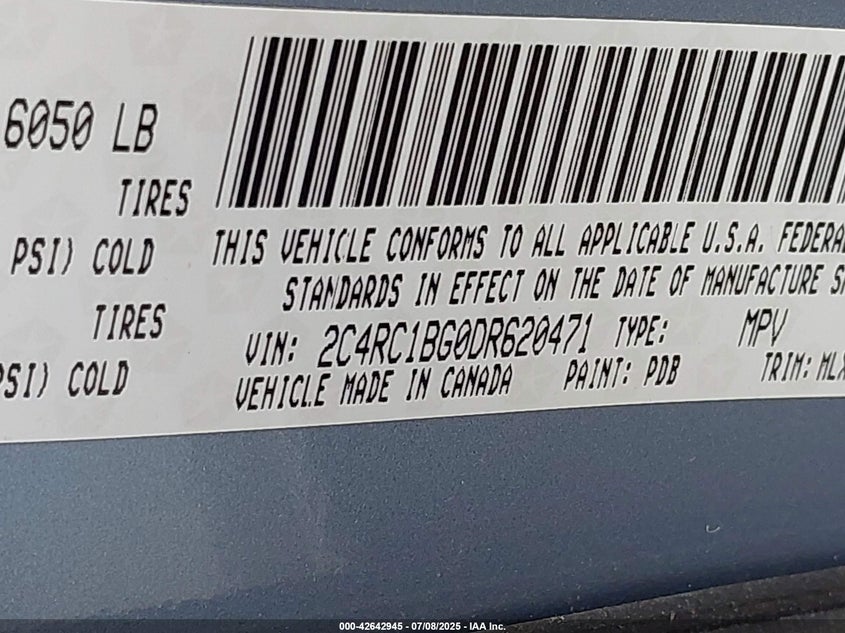 6050 LB
TIRES
PSI) COLD
TIRES
PSI) COLD
THIS VEHICLE CONFORMS TO ALL APPLICABLE U.S.A. FEDERA
STANDARDS IN EFFECT ON THE DATE OF MANUFACTURE S
VIN: 2C4RC1BG0DR620471 TYPE: MPV
VEHICLE MADE IN CANADA PAINT: PDB TRIM: MLX
000-42642945 - 07/08/2025 - IAA Inc.